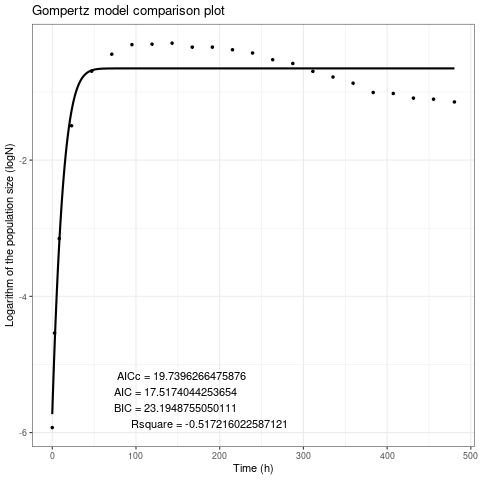 Gompertz model comparison plot
Logarithm of the population size (logN)
-2
-4
-6
AICc = 19.7396266475876
AIC = 17.5174044253654
BIC = 23.1948755050111
Rsquare = -0.517216022587121
0
100
200
300
400
500
Time (h)